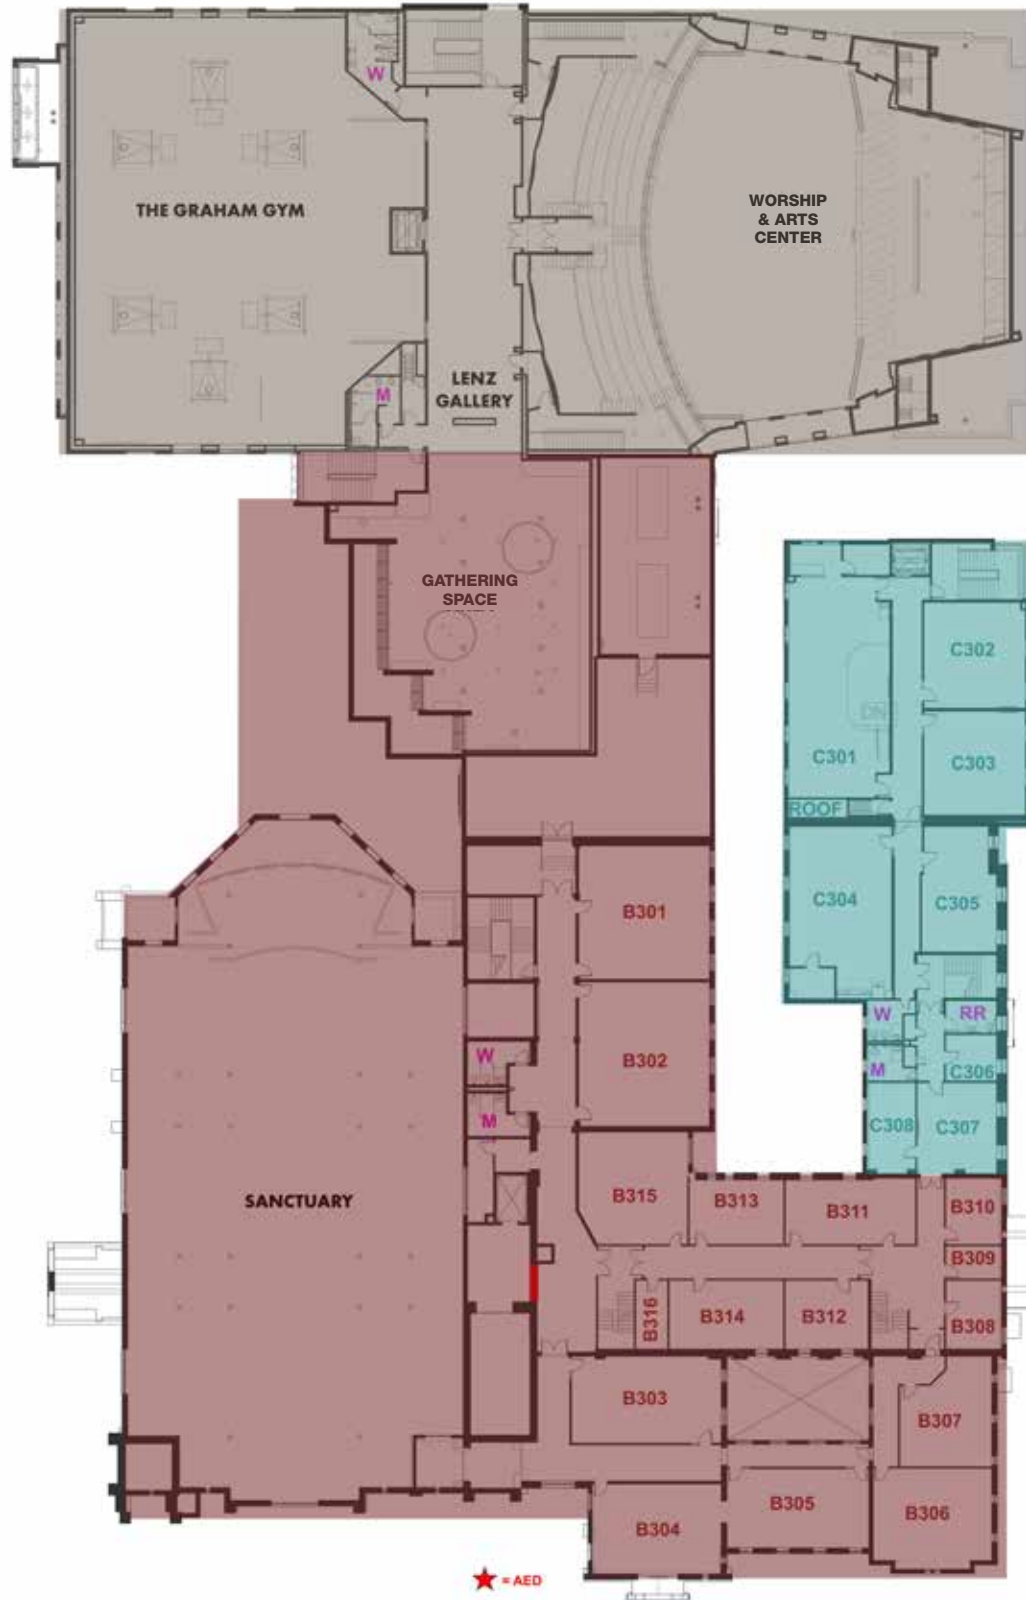 W
THE GRAHAM GYM
WORSHIP
& ARTS
CENTER
M
LENZ
GALLERY
GATHERING
SPACE
C302
DN
C301
C303
ROOF
C304
C305
B301
W
RR
B302
W
C306
M
M
C308
C307
SANCTUARY
B315
B313
B311
B310
B309
B316
B314
B312
B308
B303
B307
B305
B306
B304
= AED